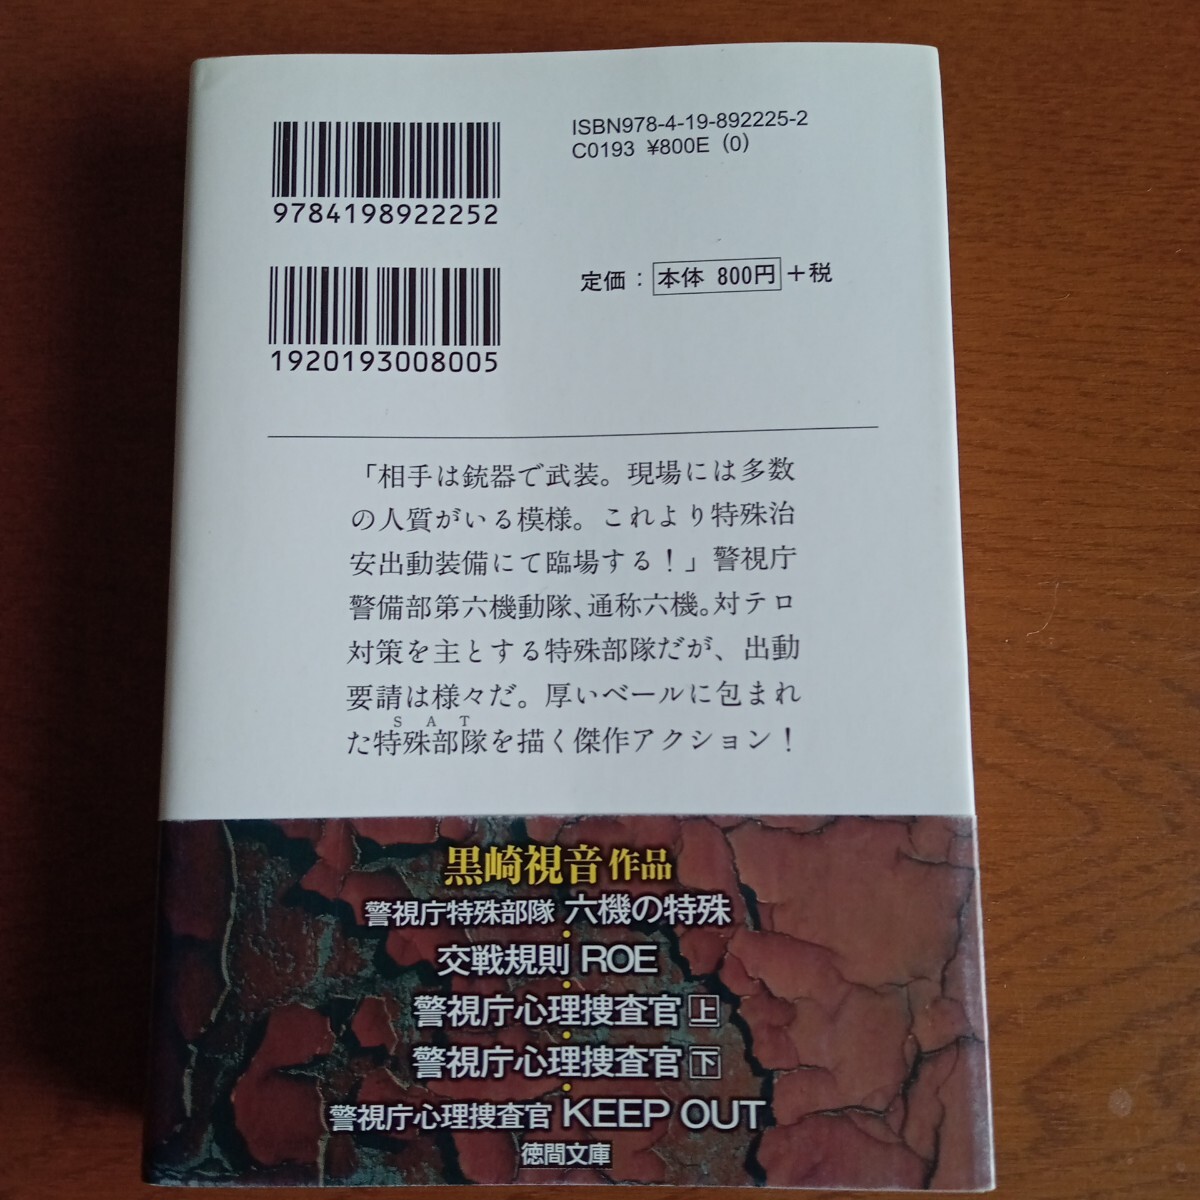 ISBN978-4-19-892225-2
C0193 ¥800E (0)
9784198922252
定価：本体 800円＋税
1920193008005
「相手は銃器で武装。現場には多数
の人質がいる模様。これより特殊治
安出動装備にて臨場する！」警視庁
警備部第六機動隊、通称六機。対テロ
対策を主とする特殊部隊だが、出動
要請は様々だ。厚いベールに包まれ
SAT
た特殊部隊を描く傑作アクション！
黒崎視音 作品
警視庁特殊部隊 六機の特殊
・
交戦規則 ROE
・
警視庁心理捜査官 上
・
警視庁心理捜査官 下
・
警視庁心理捜査官 KEEP OUT
徳間文庫